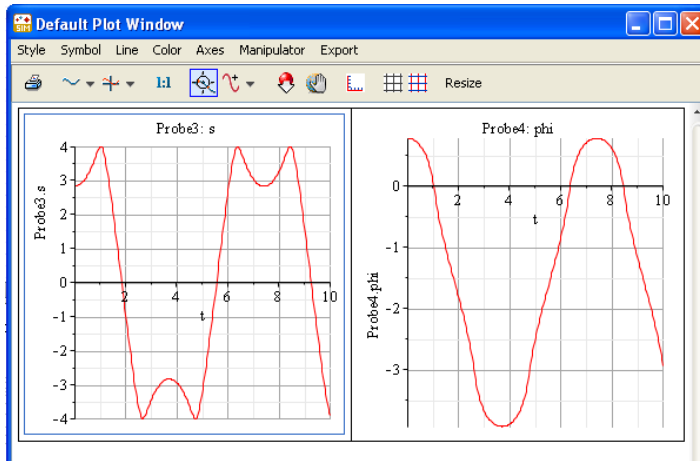 SIM Default Plot Window
Style Symbol Line Color Axes Manipulator Export
1:1 Resize
Probe3: s
4
3
2
1
0
-1
-2
-3
-4
2 4 6 8 10
t
Probe3.s
Probe4: phi
0
-1
-2
-3
2 4 6 8 10
t
Probe4.phi